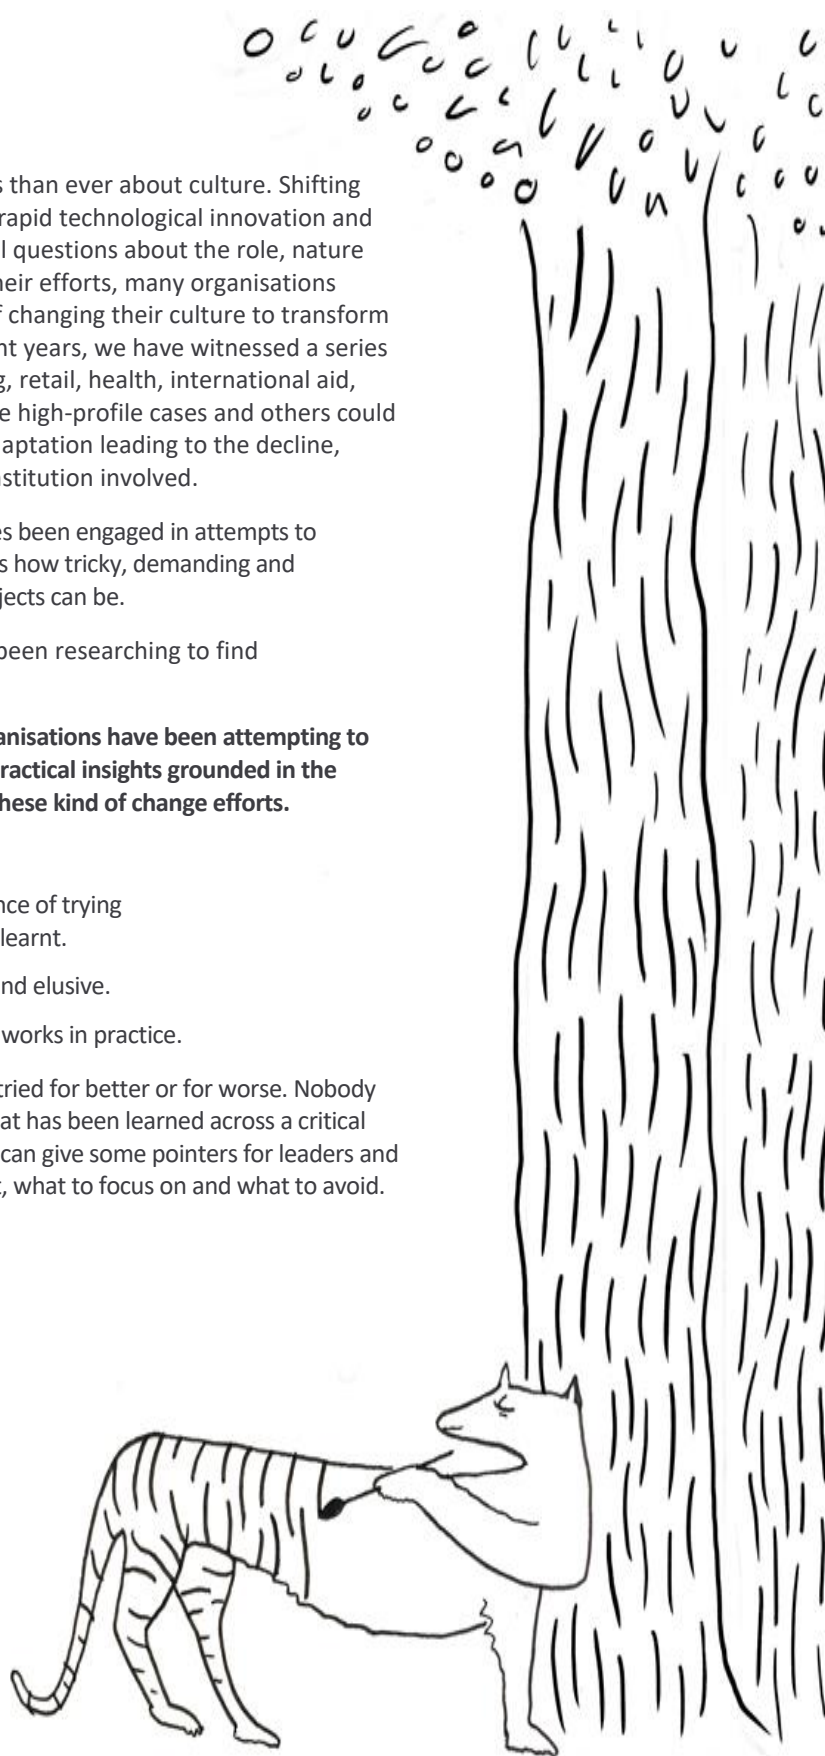 s than ever about culture. Shifting
rapid technological innovation and
l questions about the role, nature
heir efforts, many organisations
f changing their culture to transform
nt years, we have witnessed a series
g, retail, health, international aid,
e high-profile cases and others could
aptation leading to the decline,
stitution involved.
es been engaged in attempts to
s how tricky, demanding and
jects can be.
been researching to find
anisations have been attempting to
ractical insights grounded in the
hese kind of change efforts.
nce of trying
learnt.
nd elusive.
works in practice.
tried for better or for worse. Nobody
at has been learned across a critical
can give some pointers for leaders and
, what to focus on and what to avoid.